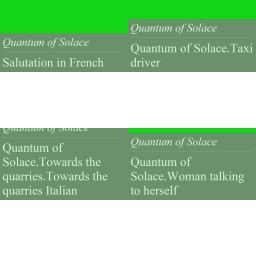 Quantum of Solace
Salutation in French
Quantum of Solace
Quantum of Solace.Taxi
driver
Quantum of Solace
Quantum of
Solace.Towards the
quarries.Towards the
quarries Italian
Quantum of Solace
Quantum of
Solace.Woman talking
to herself